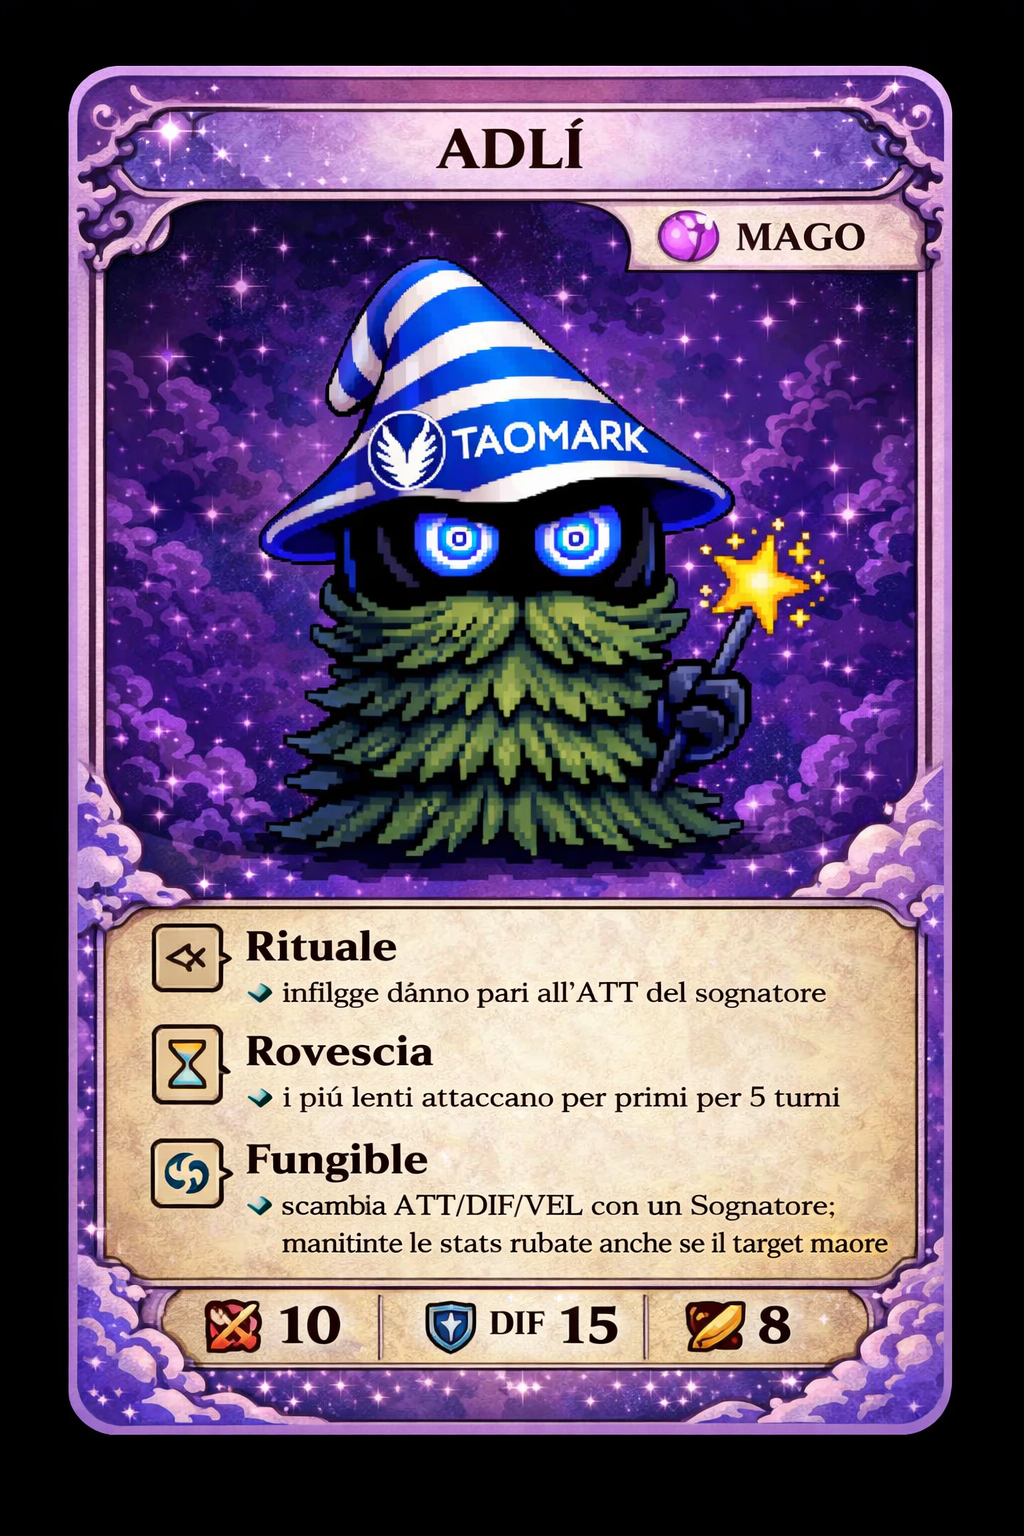 ADLÍ
MAGO
TAOMARK
Rituale
infilgge dánno pari all'ATT del sognatore
Rovescia
i piú lenti attaccano per primi per 5 turni
Fungible
scambia ATT/DIF/VEL con un Sognatore;
manitinte le stats rubate anche se il target maore
10 DIF 15 8